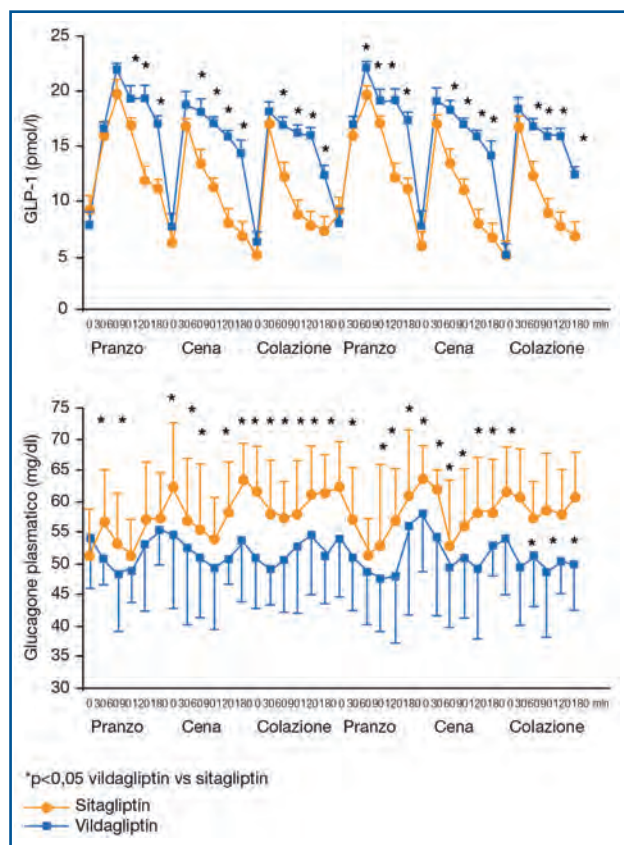 25
20
15
10
5
0
GLP-1 (pmol/l)
0 30 60 90 120 180 0 30 60 90 120 180 0 30 60 90 120 180 0 30 60 90 120 180 0 30 60 90 120 180 0 30 60 90 120 180 min
Pranzo Cena Colazione Pranzo Cena Colazione
75
70
65
60
55
50
45
40
35
30
Glucagone plasmatico (mg/dl)
0 30 60 90 120 180 0 30 60 90 120 180 0 30 60 90 120 180 0 30 60 90 120 180 0 30 60 90 120 180 0 30 60 90 120 180 min
Pranzo Cena Colazione Pranzo Cena Colazione
*p<0,05 vildagliptin vs sitagliptin
Sitagliptin
Vildagliptin